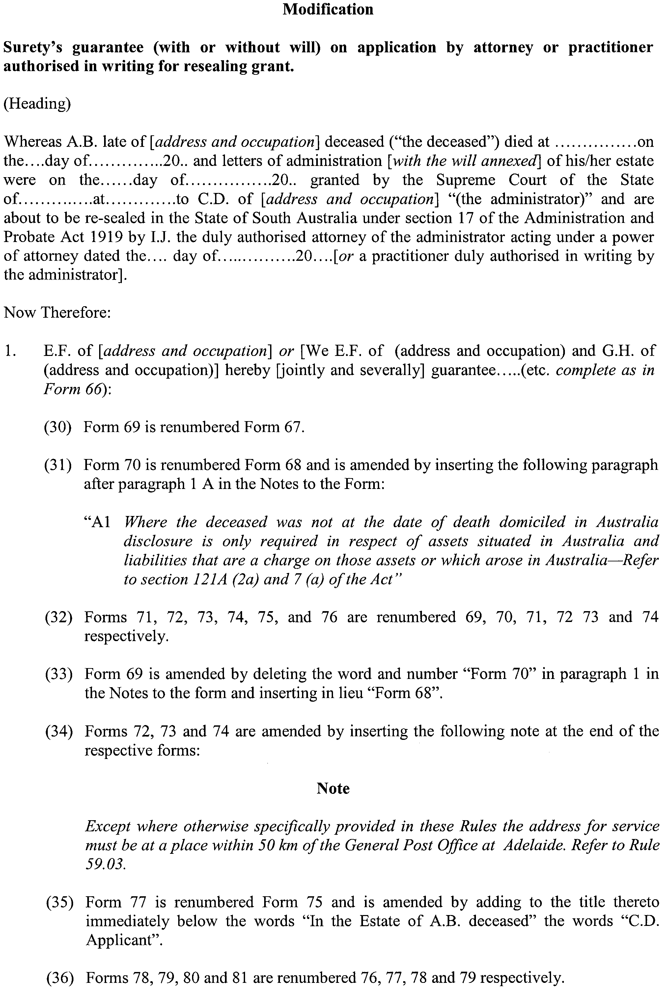 Modification
Surety’s guarantee (with or without will) on application by attorney or practitioner
authorised in writing for resealing grant.
(Heading)
Whereas A.B. late of [address and occupation] deceased (“the deceased”) died at ...............on
the....day of..............20.. and letters of administration [with the will annexed] of his/her estate
were on the......day of................20.. granted by the Supreme Court of the State
of..............at.............to C.D. of [address and occupation] “(the administrator)” and are
about to be re-sealed in the State of South Australia under section 17 of the Administration and
Probate Act 1919 by I.J. the duly authorised attorney of the administrator acting under a power
of attorney dated the.... day of...............20....[or a practitioner duly authorised in writing by
the administrator].
Now Therefore:
1. E.F. of [address and occupation] or [We E.F. of (address and occupation) and G.H. of
(address and occupation)] hereby [jointly and severally] guarantee.....(etc. complete as in
Form 66):
(30) Form 69 is renumbered Form 67.
(31) Form 70 is renumbered Form 68 and is amended by inserting the following paragraph
after paragraph 1 A in the Notes to the Form:
“A1 Where the deceased was not at the date of death domiciled in Australia
disclosure is only required in respect of assets situated in Australia and
liabilities that are a charge on those assets or which arose in Australia—Refer
to section 121A (2a) and 7 (a) of the Act”
(32) Forms 71, 72, 73, 74, 75, and 76 are renumbered 69, 70, 71, 72 73 and 74
respectively.
(33) Form 69 is amended by deleting the word and number “Form 70” in paragraph 1 in
the Notes to the form and inserting in lieu “Form 68”.
(34) Forms 72, 73 and 74 are amended by inserting the following note at the end of the
respective forms:
Note
Except where otherwise specifically provided in these Rules the address for service
must be at a place within 50 km of the General Post Office at Adelaide. Refer to Rule
59.03.
(35) Form 77 is renumbered Form 75 and is amended by adding to the title thereto
immediately below the words “In the Estate of A.B. deceased” the words “C.D.
Applicant”.
(36) Forms 78, 79, 80 and 81 are renumbered 76, 77, 78 and 79 respectively.